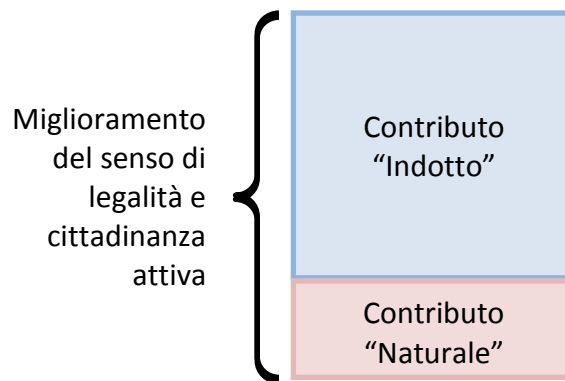 Miglioramento
del senso di
legalità e
cittadinanza
attiva
Contributo
“Indotto”
Contributo
“Naturale”